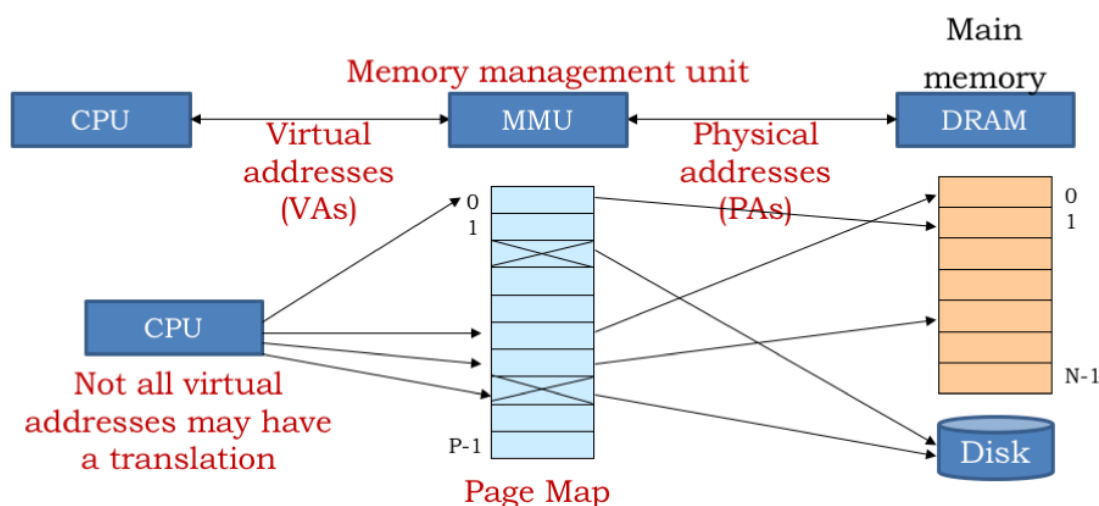 Main
memory
Memory management unit
CPU
MMU
DRAM
Virtual
addresses
(VAs)
Physical
addresses
(PAs)
0
1
0
1
CPU
Not all virtual
addresses may have
a translation
P-1
N-1
Disk
Page Map